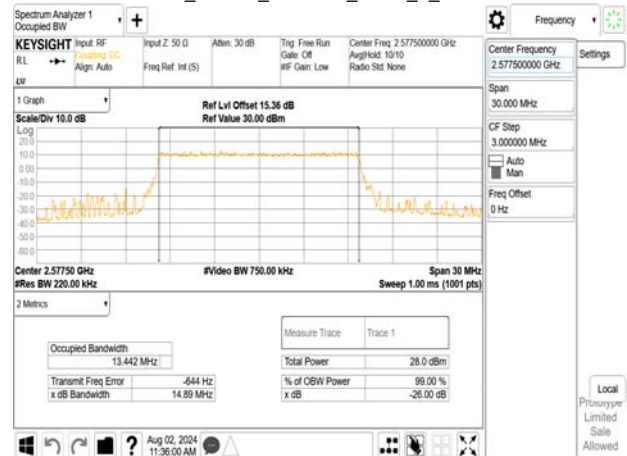 Spectrum Analyzer 1
Occupied BW
+
Frequency
KEYSIGHT Input: RF Input Z: 50 Ω Atten: 30 dB Trig: Free Run Center Freq: 2.577500000 GHz
RL Coupling: DC Gate: Off Avg|Hold: 10/10
Align: Auto Freq Ref: Int (S) #IF Gain: Low Radio Std: None
Center Frequency
2.577500000 GHz
Settings
Span
30.000 MHz
CF Step
3.000000 MHz
Auto
Man
Freq Offset
0 Hz
1 Graph
Ref Lvl Offset 15.36 dB
Scale/Div 10.0 dB Ref Value 30.00 dBm
Log
20.0
10.0
0.00
-10.0
-20.0
-30.0
-40.0
-50.0
-60.0
Center 2.57750 GHz #Video BW 750.00 kHz Span 30 MHz
#Res BW 220.00 kHz Sweep 1.00 ms (1001 pts)
2 Metrics
Measure Trace Trace 1
Occupied Bandwidth
13.442 MHz
Total Power 28.0 dBm
Transmit Freq Error -644 Hz % of OBW Power 99.00 %
x dB Bandwidth 14.89 MHz x dB -26.00 dB
Local
Prototype
Limited
Sale
Allowed
?
Aug 02, 2024
11:36:00 AM